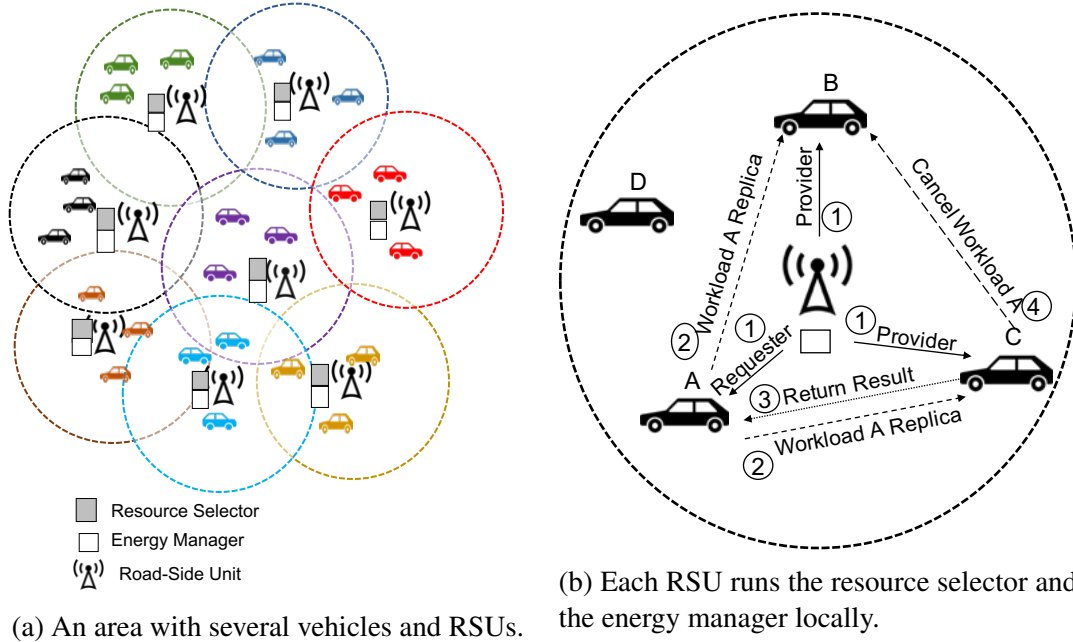 Resource Selector
Energy Manager
Road-Side Unit
(a) An area with several vehicles and RSUs.
B
D
Provider
1
Workload A Replica
2
Cancel Workload A
4
1
Requester
1
Provider
C
A
3 Return Result
Workload A Replica
2
(b) Each RSU runs the resource selector and
the energy manager locally.